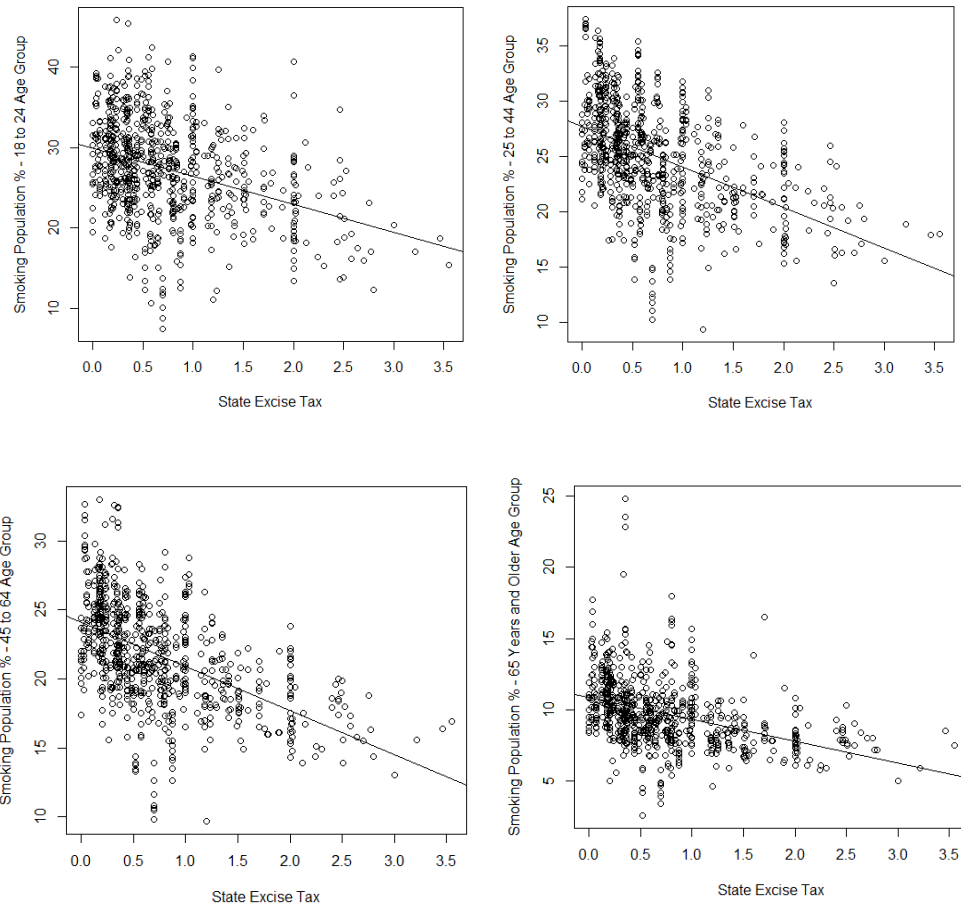 Smoking Population % - 18 to 24 Age Group
40
30
20
10
0.0 0.5 1.0 1.5 2.0 2.5 3.0 3.5
State Excise Tax
Smoking Population % - 25 to 44 Age Group
35
30
25
20
15
10
0.0 0.5 1.0 1.5 2.0 2.5 3.0 3.5
State Excise Tax
Smoking Population % - 45 to 64 Age Group
30
25
20
15
10
0.0 0.5 1.0 1.5 2.0 2.5 3.0 3.5
State Excise Tax
Smoking Population % - 65 Years and Older Age Group
25
20
15
10
5
0.0 0.5 1.0 1.5 2.0 2.5 3.0 3.5
State Excise Tax